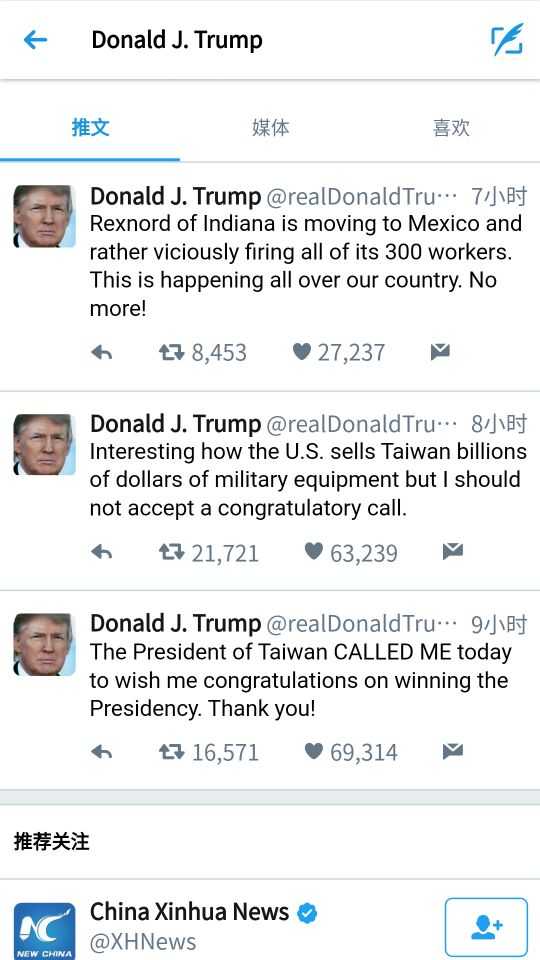 Donald J. Trump
推文 媒体 喜欢
Donald J. Trump @realDonaldTru··· 7小时
Rexnord of Indiana is moving to Mexico and
rather viciously firing all of its 300 workers.
This is happening all over our country. No
more!
8,453 27,237
Donald J. Trump @realDonaldTru··· 8小时
Interesting how the U.S. sells Taiwan billions
of dollars of military equipment but I should
not accept a congratulatory call.
21,721 63,239
Donald J. Trump @realDonaldTru··· 9小时
The President of Taiwan CALLED ME today
to wish me congratulations on winning the
Presidency. Thank you!
16,571 69,314
推荐关注
China Xinhua News
@XHNews
NC
NEW CHINA